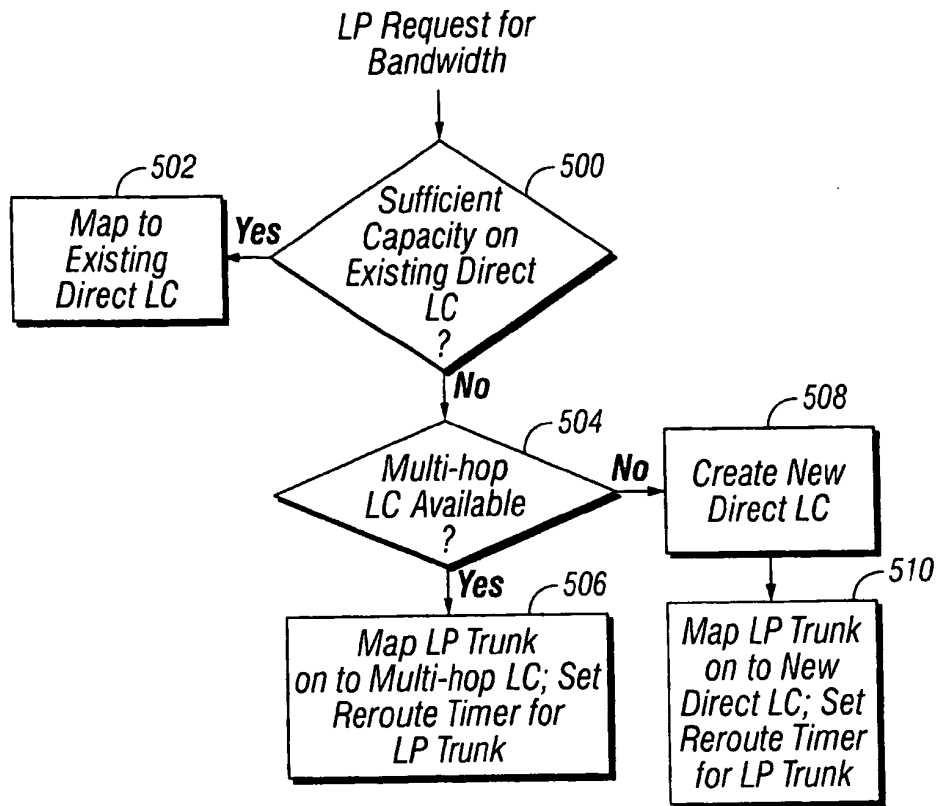 LP Request for
Bandwidth
500
Sufficient
Capacity on
Existing Direct
LC
?
Yes
502
Map to
Existing
Direct LC
No
504
Multi-hop
LC Available
?
No
508
Create New
Direct LC
Yes
506
Map LP Trunk
on to Multi-hop LC; Set
Reroute Timer for
LP Trunk
510
Map LP Trunk
on to New
Direct LC; Set
Reroute Timer
for LP Trunk